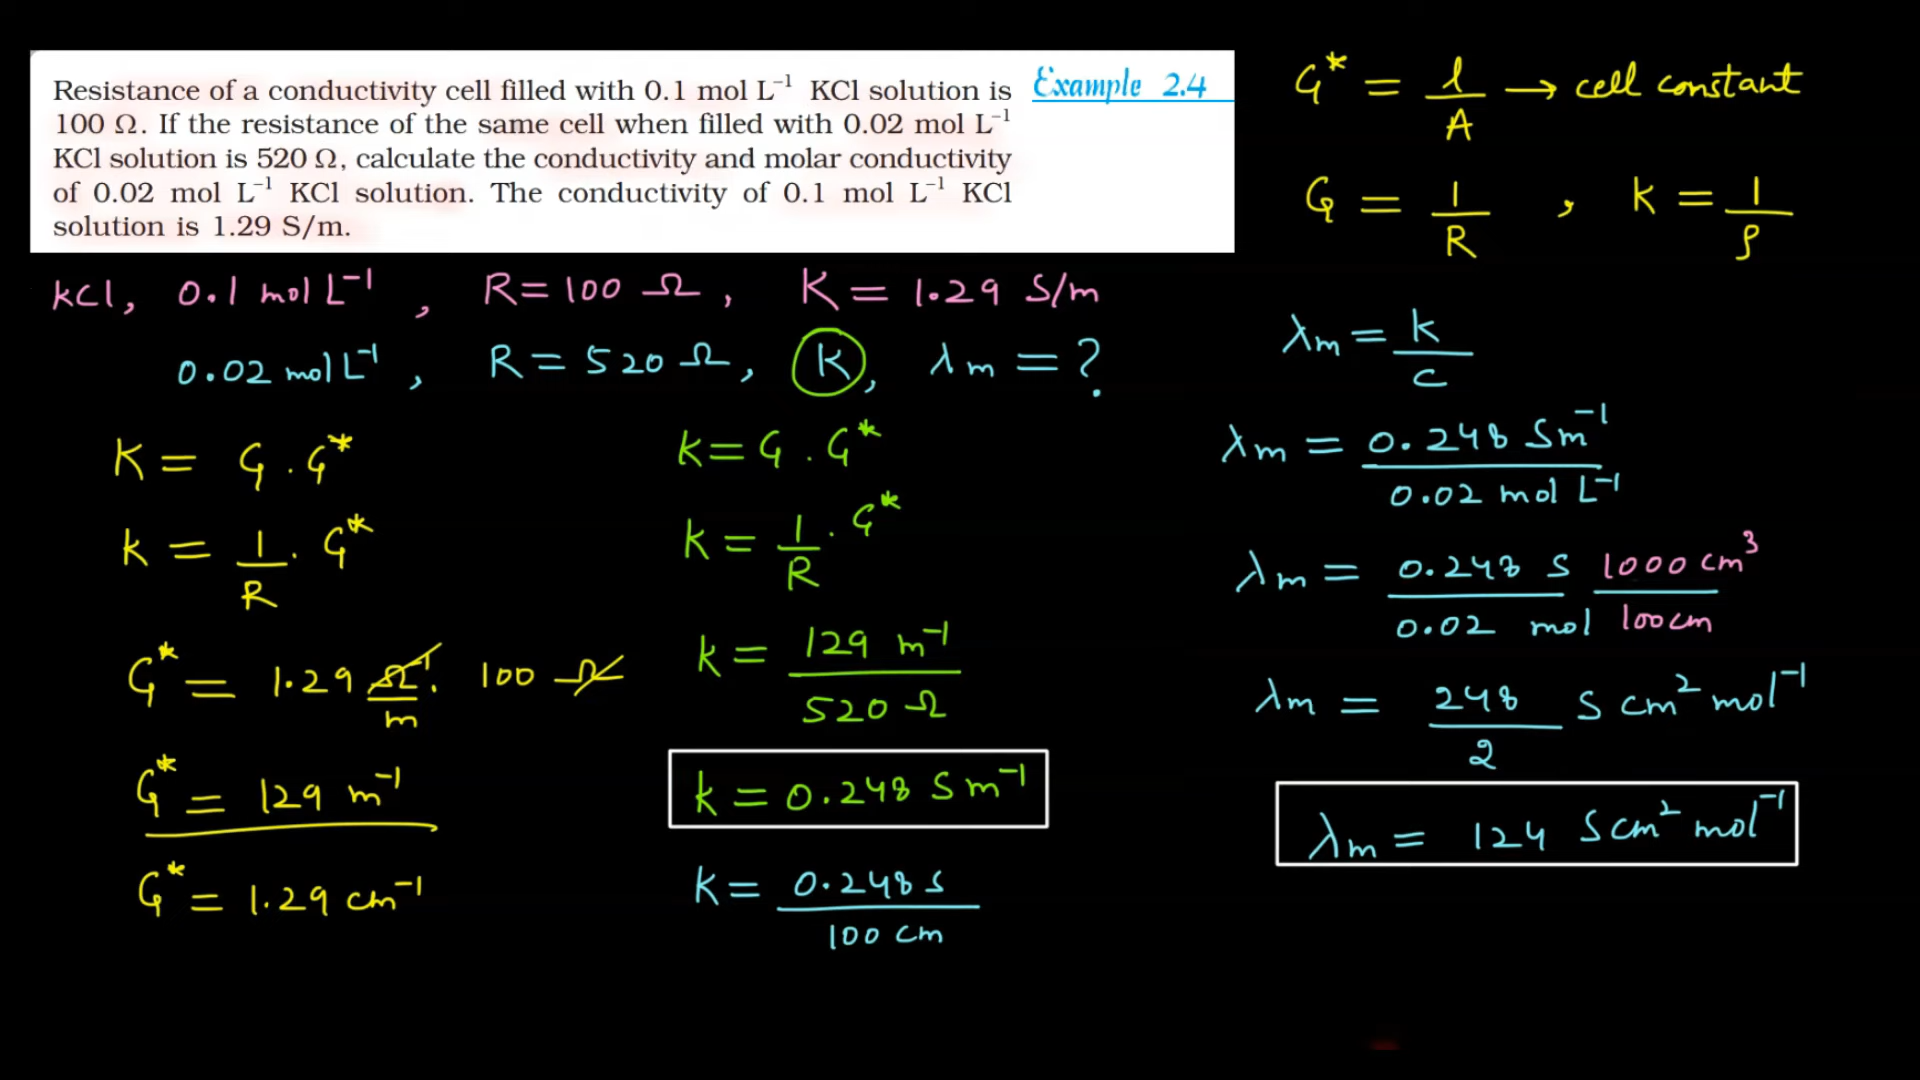 Resistance of a conductivity cell filled with 0.1 mol L⁻¹ KCl solution is
100 Ω. If the resistance of the same cell when filled with 0.02 mol L⁻¹
KCl solution is 520 Ω, calculate the conductivity and molar conductivity
of 0.02 mol L⁻¹ KCl solution. The conductivity of 0.1 mol L⁻¹ KCl
solution is 1.29 S/m.
Example 2.4
KCl, 0.1 mol L⁻¹, R = 100 Ω, K = 1.29 S/m
0.02 mol L⁻¹, R = 520 Ω, K, λm = ?
K = G . G*
k = 1/R . G*
G* = 1.29 Ω⁻¹/m . 100 Ω
G* = 129 m⁻¹
G* = 1.29 cm⁻¹
k = G . G*
k = 1/R . G*
k = 129 m⁻¹ / 520 Ω
k = 0.248 S m⁻¹
k = 0.248 S / 100 cm
G* = l/A → cell constant
G = 1/R , k = 1/ρ
λm = k/c
λm = 0.248 S m⁻¹ / 0.02 mol L⁻¹
λm = 0.248 S / 0.02 mol 1000 cm³ / 100 cm
λm = 248/2 S cm² mol⁻¹
λm = 124 S cm² mol⁻¹